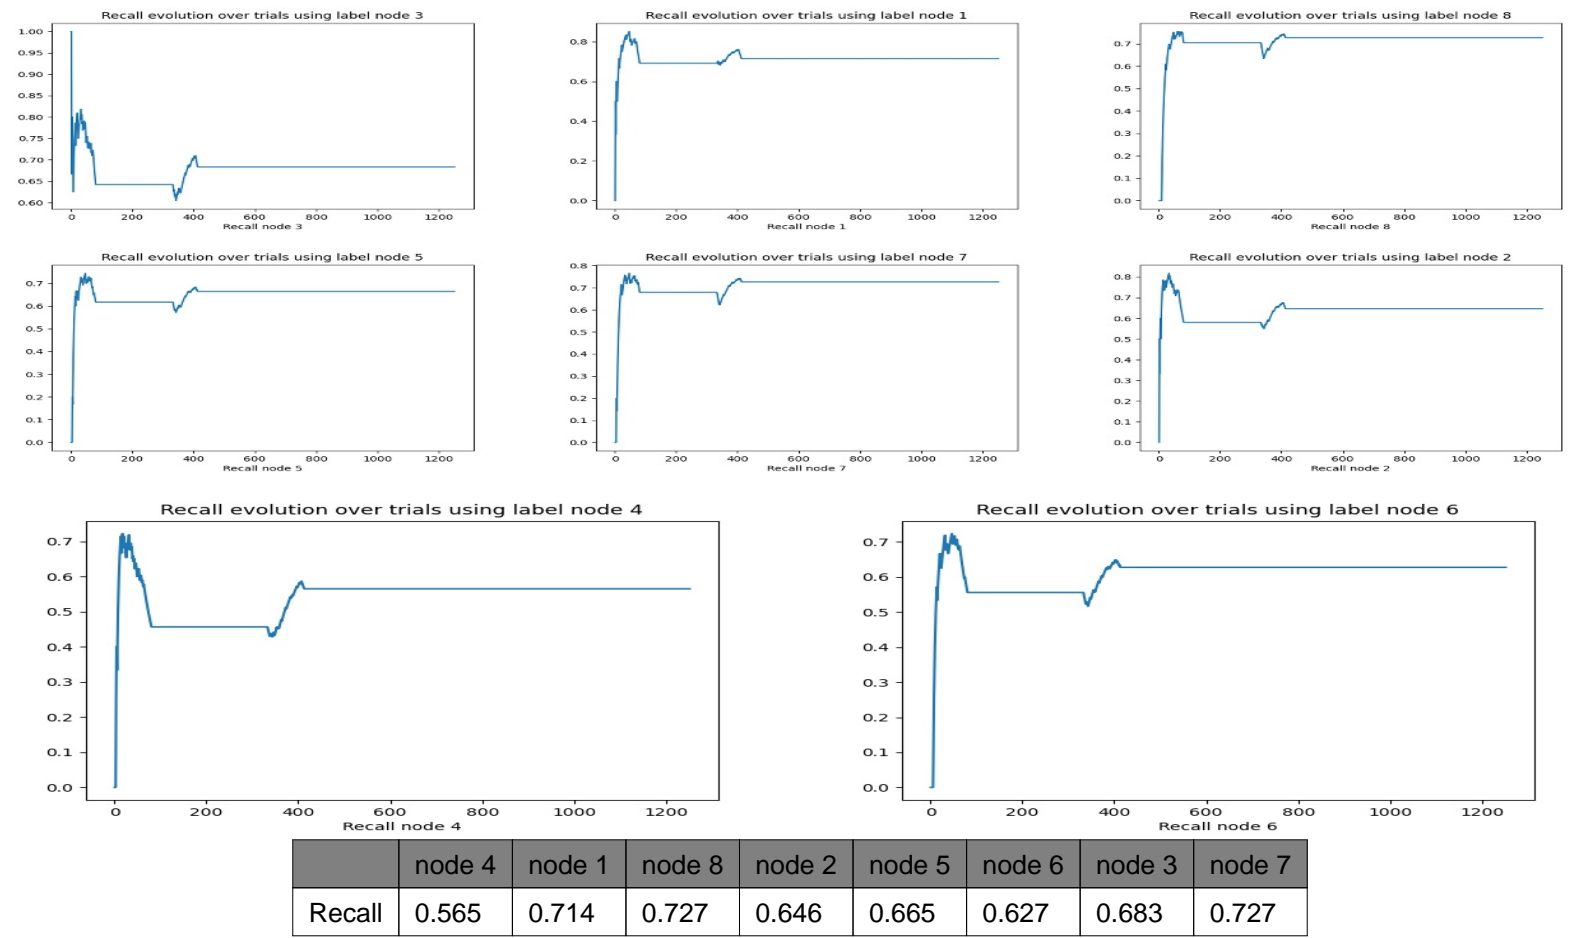 Recall evolution over trials using label node 3
1.00
0.95
0.90
0.85
0.80
0.75
0.70
0.65
0.60
0 200 400 600 800 1000 1200
Recall node 3
Recall evolution over trials using label node 1
0.8
0.6
0.4
0.2
0.0
0 200 400 600 800 1000 1200
Recall node 1
Recall evolution over trials using label node 8
0.7
0.6
0.5
0.4
0.3
0.2
0.1
0.0
0 200 400 600 800 1000 1200
Recall node 8
Recall evolution over trials using label node 5
0.7
0.6
0.5
0.4
0.3
0.2
0.1
0.0
0 200 400 600 800 1000 1200
Recall node 5
Recall evolution over trials using label node 7
0.8
0.7
0.6
0.5
0.4
0.3
0.2
0.1
0.0
0 200 400 600 800 1000 1200
Recall node 7
Recall evolution over trials using label node 2
0.8
0.7
0.6
0.5
0.4
0.3
0.2
0.1
0.0
0 200 400 600 800 1000 1200
Recall node 2
Recall evolution over trials using label node 4
0.7
0.6
0.5
0.4
0.3
0.2
0.1
0.0
0 200 400 600 800 1000 1200
Recall node 4
Recall evolution over trials using label node 6
0.7
0.6
0.5
0.4
0.3
0.2
0.1
0.0
0 200 400 600 800 1000 1200
Recall node 6
node 4 node 1 node 8 node 2 node 5 node 6 node 3 node 7
Recall 0.565 0.714 0.727 0.646 0.665 0.627 0.683 0.727